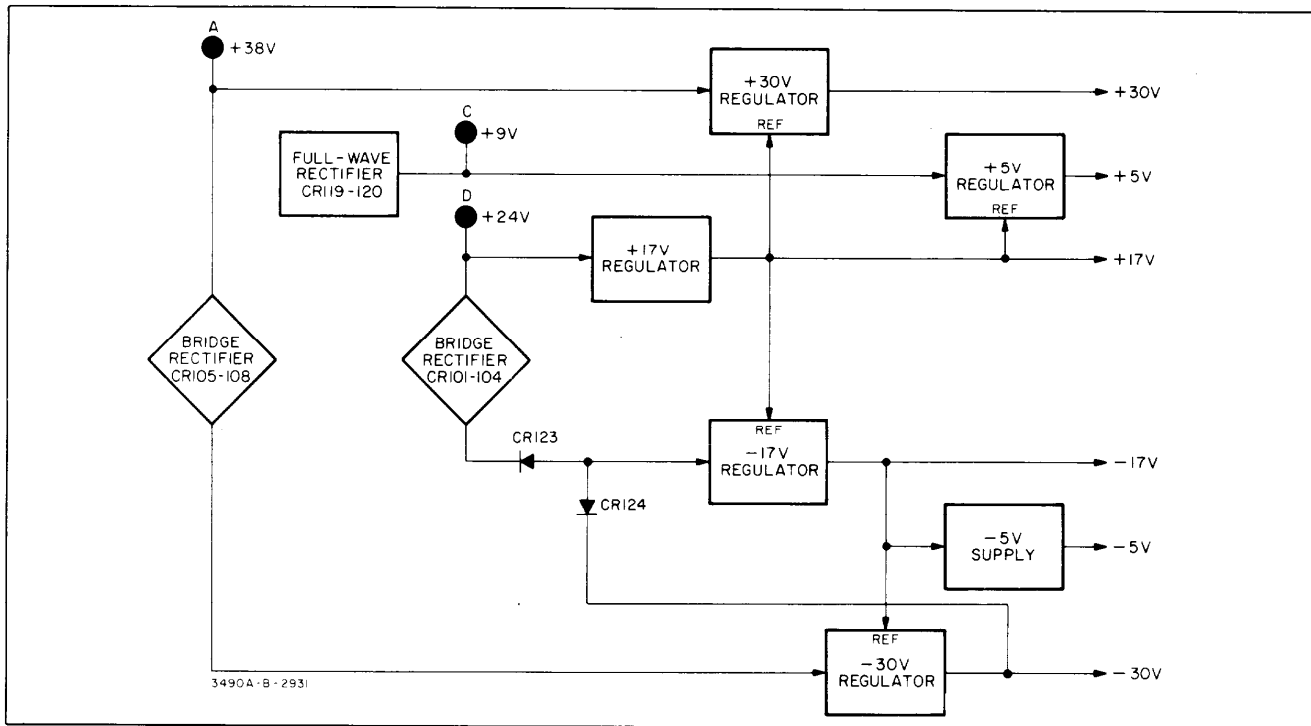 A
+38V
+30V
REGULATOR
REF
+30V
C
+9V
FULL-WAVE
RECTIFIER
CR119-120
+5V
REGULATOR
REF
+5V
D
+24V
+17V
REGULATOR
+17V
BRIDGE
RECTIFIER
CR105-108
BRIDGE
RECTIFIER
CR101-104
CR123
REF
-17V
REGULATOR
-17V
CR124
-5V
SUPPLY
-5V
REF
-30V
REGULATOR
-30V
3490A-B-2931